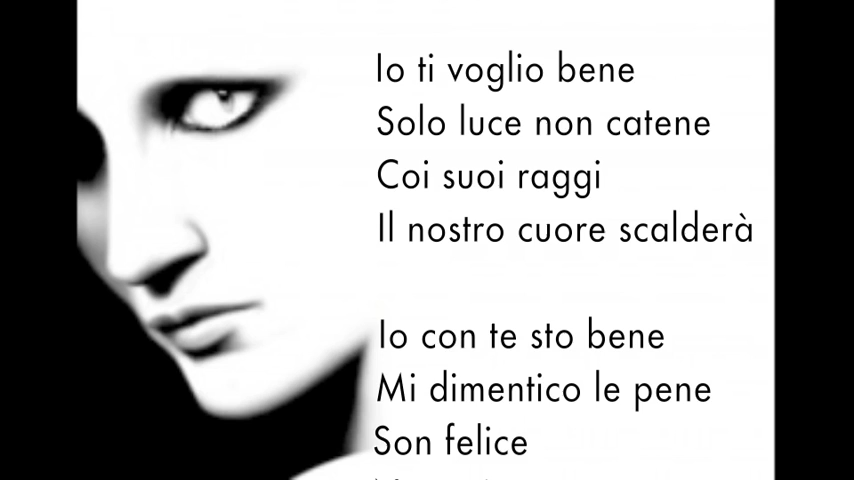 Io ti voglio bene
Solo luce non catene
Coi suoi raggi
Il nostro cuore scalderà
Io con te sto bene
Mi dimentico le pene
Son felice